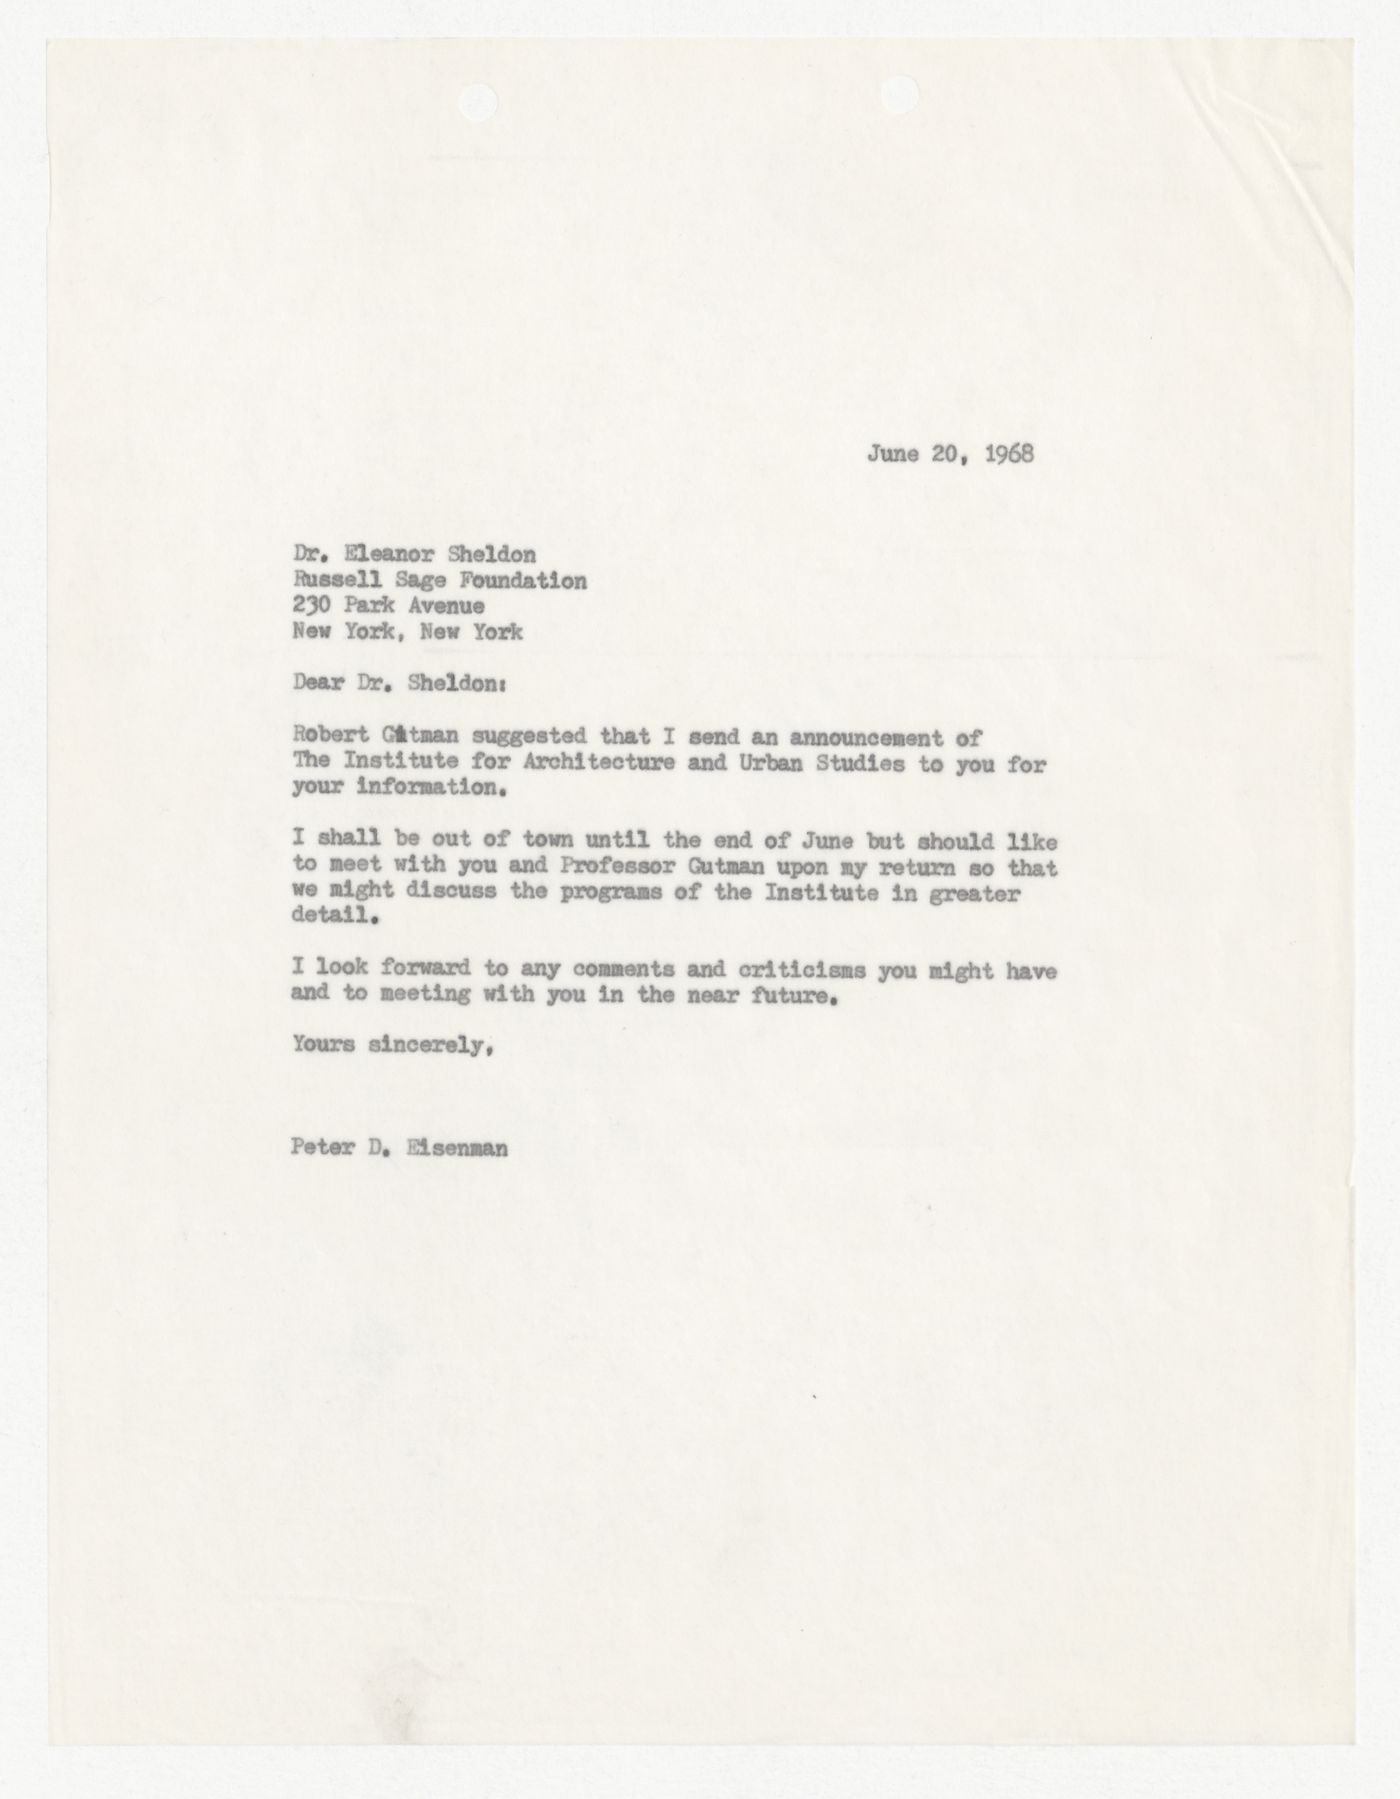 June 20, 1968
Dr. Eleanor Sheldon
Russell Sage Foundation
230 Park Avenue
New York, New York
Dear Dr. Sheldon:
Robert Gutman suggested that I send an announcement of
The Institute for Architecture and Urban Studies to you for
your information.
I shall be out of town until the end of June but should like
to meet with you and Professor Gutman upon my return so that
we might discuss the programs of the Institute in greater
detail.
I look forward to any comments and criticisms you might have
and to meeting with you in the near future.
Yours sincerely,
Peter D. Eisenman